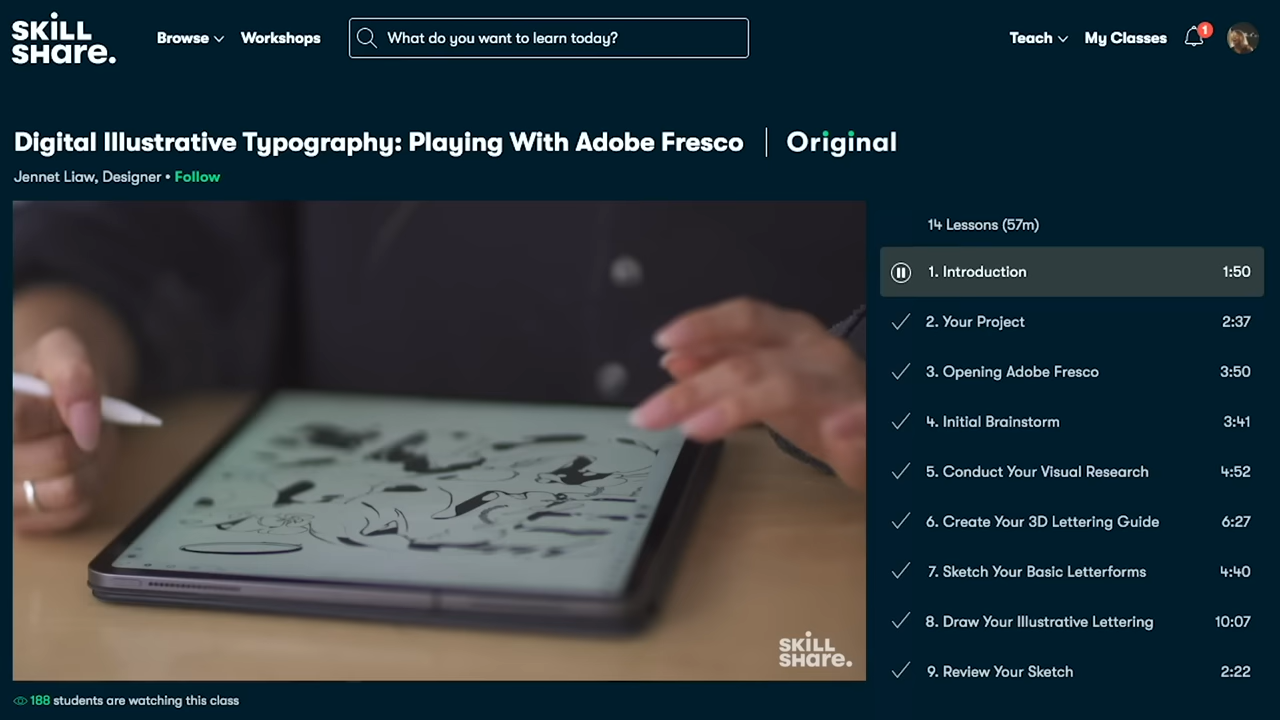 SKiLL
SHare.
Browse
Workshops
What do you want to learn today?
Teach
My Classes
1
Digital Illustrative Typography: Playing With Adobe Fresco | Original
Jennet Liaw, Designer • Follow
14 Lessons (57m)
1. Introduction 1:50
2. Your Project 2:37
3. Opening Adobe Fresco 3:50
4. Initial Brainstorm 3:41
5. Conduct Your Visual Research 4:52
6. Create Your 3D Lettering Guide 6:27
7. Sketch Your Basic Letterforms 4:40
8. Draw Your Illustrative Lettering 10:07
9. Review Your Sketch 2:22
SKiLL
SHare.
188 students are watching this class